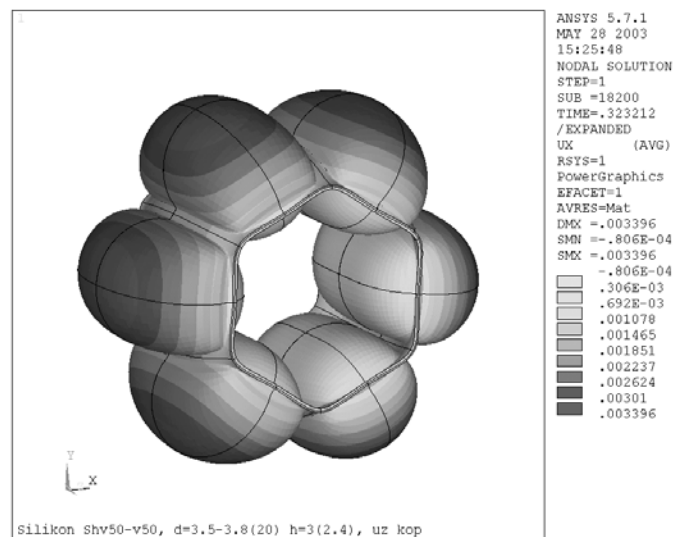 1
ANSYS 5.7.1
MAY 28 2003
15:25:48
NODAL SOLUTION
STEP=1
SUB =18200
TIME=.323212
/EXPANDED
UX (AVG)
RSYS=1
PowerGraphics
EFACET=1
AVRES=Mat
DMX =.003396
SMN =-.806E-04
SMX =.003396
-.806E-04
.306E-03
.692E-03
.001078
.001465
.001851
.002237
.002624
.00301
.003396
Y
X
Silikon Shv50-v50, d=3.5-3.8(20) h=3(2.4), uz kop